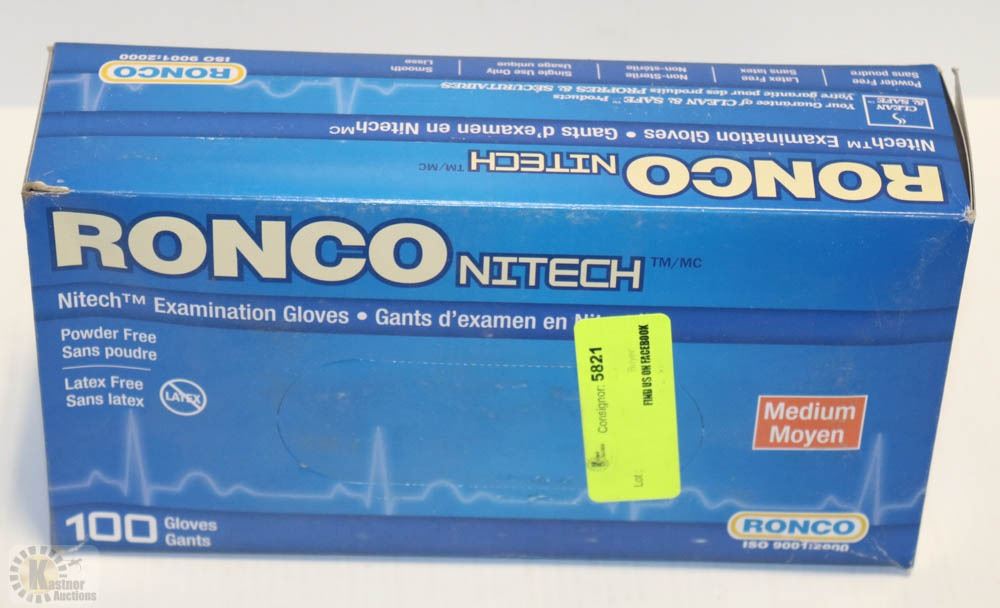 ISO 9001:2000
RONCO
Smooth
Lisse
Single Use Only
Usage unique
Non-Sterile
Non-stérile
Latex Free
Sans latex
Powder Free
Sans poudre
Your Guarantee of CLEAN & SAFE™ Products
Votre garantie pour des produits PROPRES & SÉCURITAIRES
CLEAN
& SAFE™
Nitech™ Examination Gloves • Gants d'examen en Nitechᴹᶜ
RONCO NITECH TM/MC
RONCO NITECH TM/MC
Nitech™ Examination Gloves • Gants d'examen en
Powder Free
Sans poudre
Latex Free
Sans latex
LATEX
Consignor: 5821
Lot:
Buyer:
FIND US ON FACEBOOK
Medium
Moyen
100 Gloves
Gants
RONCO
ISO 9001:2000
Kastner
Auctions